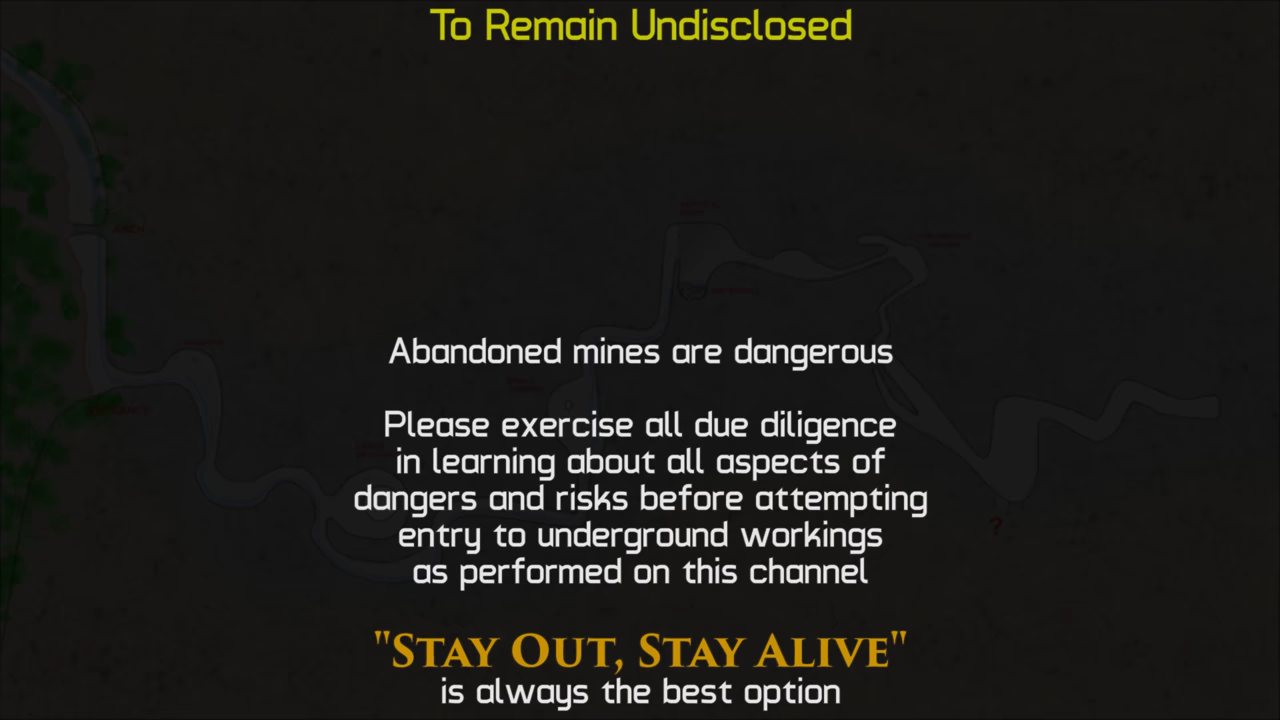 To Remain Undisclosed
Abandoned mines are dangerous
Please exercise all due diligence
in learning about all aspects of
dangers and risks before attempting
entry to underground workings
as performed on this channel
"Stay Out, Stay Alive"
is always the best option
?